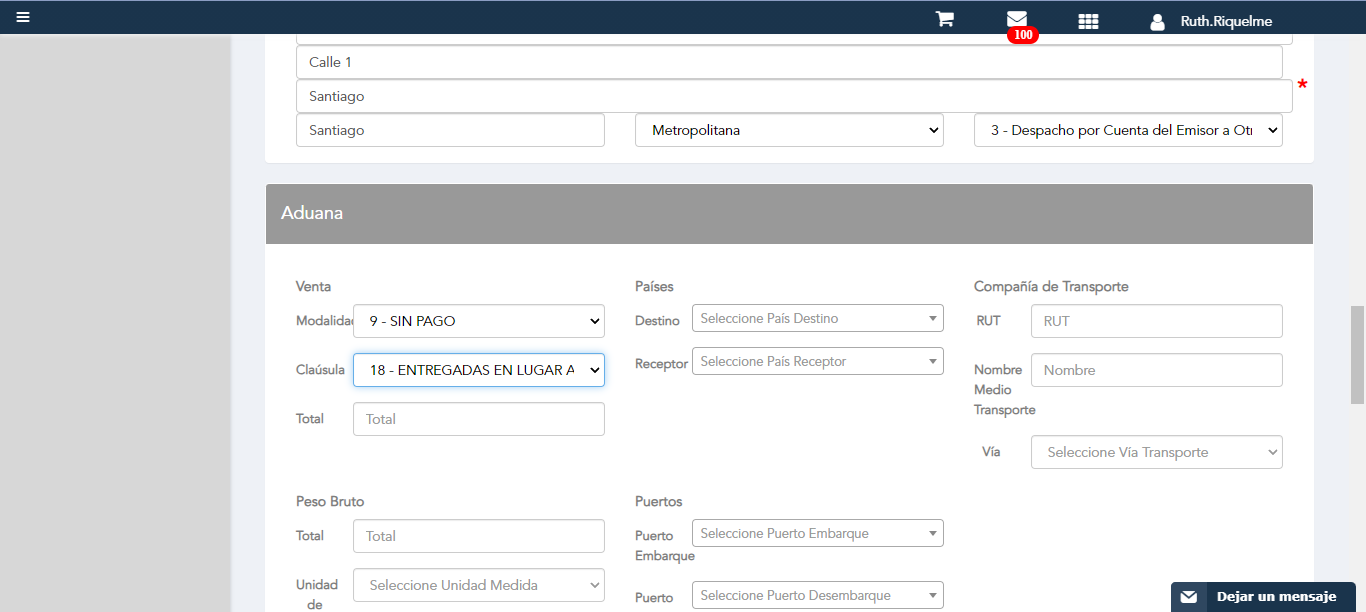 100
Ruth.Riquelme
Calle 1
Santiago
*
Santiago
Metropolitana
3 - Despacho por Cuenta del Emisor a Otr
Aduana
Venta
Países
Compañía de Transporte
Modalidad
9 - SIN PAGO
Destino
Seleccione País Destino
RUT
RUT
Claúsula
18 - ENTREGADAS EN LUGAR A
Receptor
Seleccione País Receptor
Nombre
Medio
Transporte
Nombre
Total
Total
Vía
Seleccione Vía Transporte
Peso Bruto
Puertos
Total
Total
Puerto
Embarque
Seleccione Puerto Embarque
Unidad
de
Seleccione Unidad Medida
Puerto
Seleccione Puerto Desembarque
Dejar un mensaje